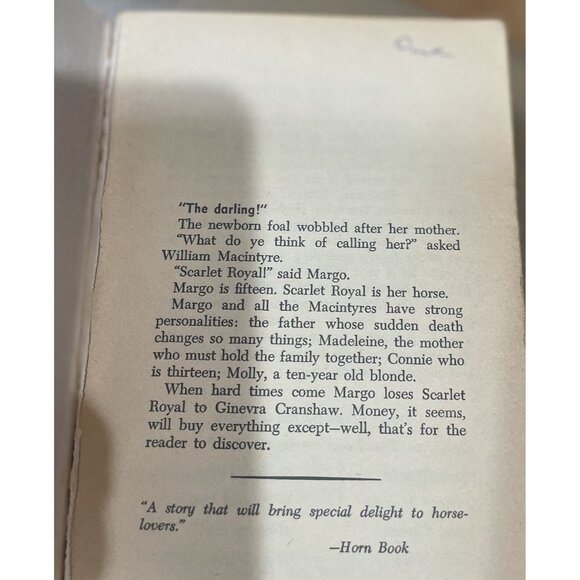 "The darling!"
The newborn foal wobbled after her mother.
"What do ye think of calling her?" asked
William Macintyre.
"Scarlet Royal!" said Margo.
Margo is fifteen. Scarlet Royal is her horse.
Margo and all the Macintyres have strong
personalities: the father whose sudden death
changes so many things; Madeleine, the mother
who must hold the family together; Connie who
is thirteen; Molly, a ten-year old blonde.
When hard times come Margo loses Scarlet
Royal to Ginevra Cranshaw. Money, it seems,
will buy everything except—well, that's for the
reader to discover.
"A story that will bring special delight to horse-
lovers."
—Horn Book